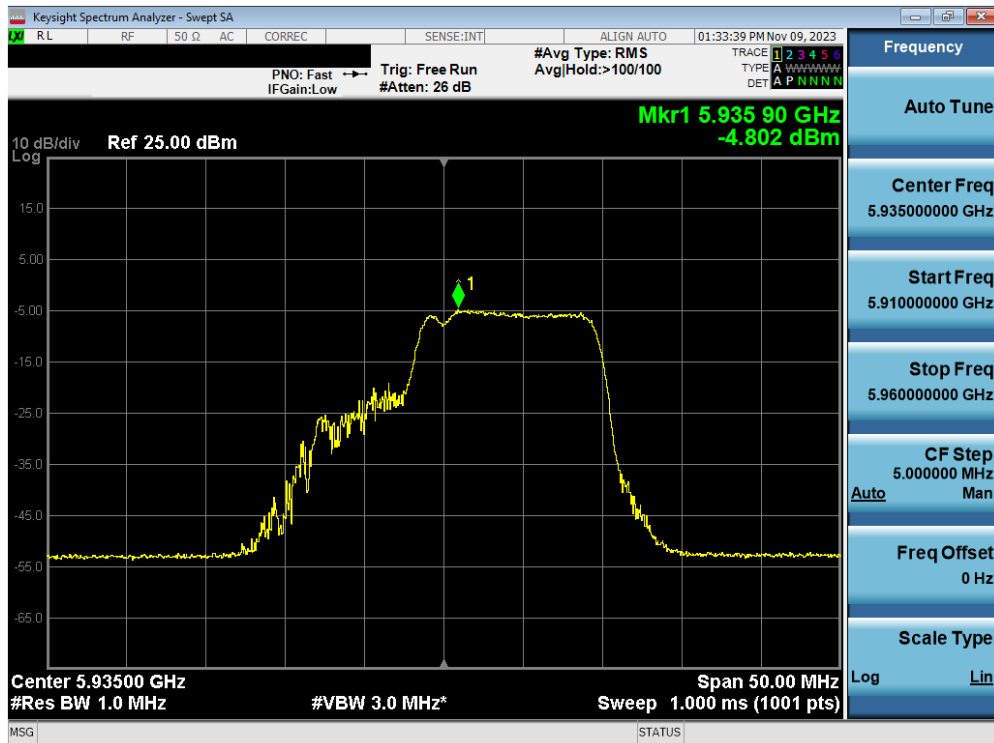 Keysight Spectrum Analyzer - Swept SA
LXI RL RF 50 Ω AC CORREC SENSE:INT ALIGN AUTO 01:33:39 PM Nov 09, 2023
PNO: Fast
IFGain:Low
Trig: Free Run
#Atten: 26 dB
#Avg Type: RMS
Avg|Hold:>100/100
TRACE 1 2 3 4 5 6
TYPE A WWWWW
DET A P N N N N
Mkr1 5.935 90 GHz
-4.802 dBm
10 dB/div Ref 25.00 dBm
Log
1
15.0
5.00
-5.00
-15.0
-25.0
-35.0
-45.0
-55.0
-65.0
Center 5.93500 GHz Span 50.00 MHz
#Res BW 1.0 MHz #VBW 3.0 MHz* Sweep 1.000 ms (1001 pts)
MSG STATUS
Frequency
Auto Tune
Center Freq
5.935000000 GHz
Start Freq
5.910000000 GHz
Stop Freq
5.960000000 GHz
CF Step
5.000000 MHz
Auto Man
Freq Offset
0 Hz
Scale Type
Log Lin